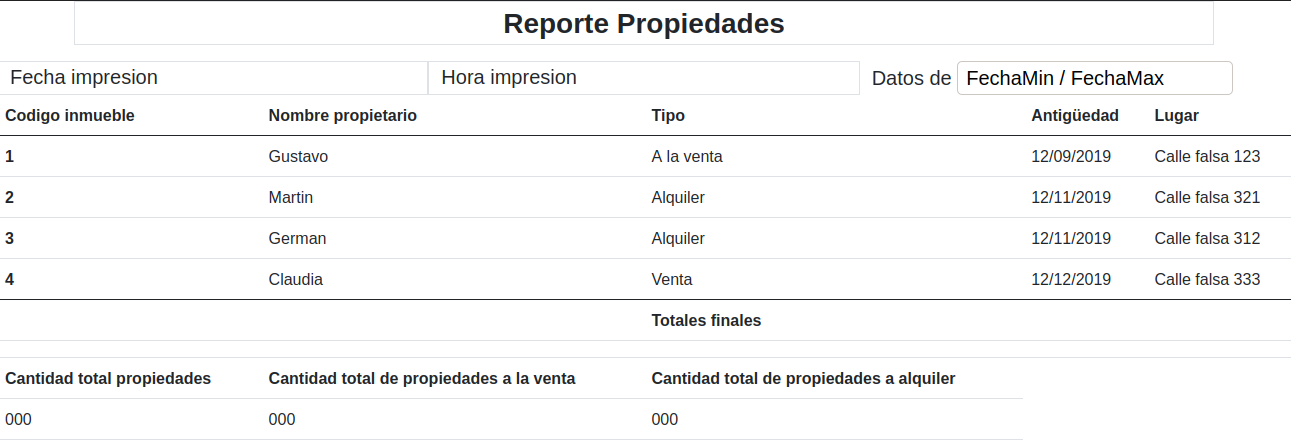 Reporte Propiedades
Fecha impresion Hora impresion Datos de FechaMin / FechaMax
Codigo inmueble Nombre propietario Tipo Antigüedad Lugar
1 Gustavo A la venta 12/09/2019 Calle falsa 123
2 Martin Alquiler 12/11/2019 Calle falsa 321
3 German Alquiler 12/11/2019 Calle falsa 312
4 Claudia Venta 12/12/2019 Calle falsa 333
Totales finales
Cantidad total propiedades Cantidad total de propiedades a la venta Cantidad total de propiedades a alquiler
000 000 000